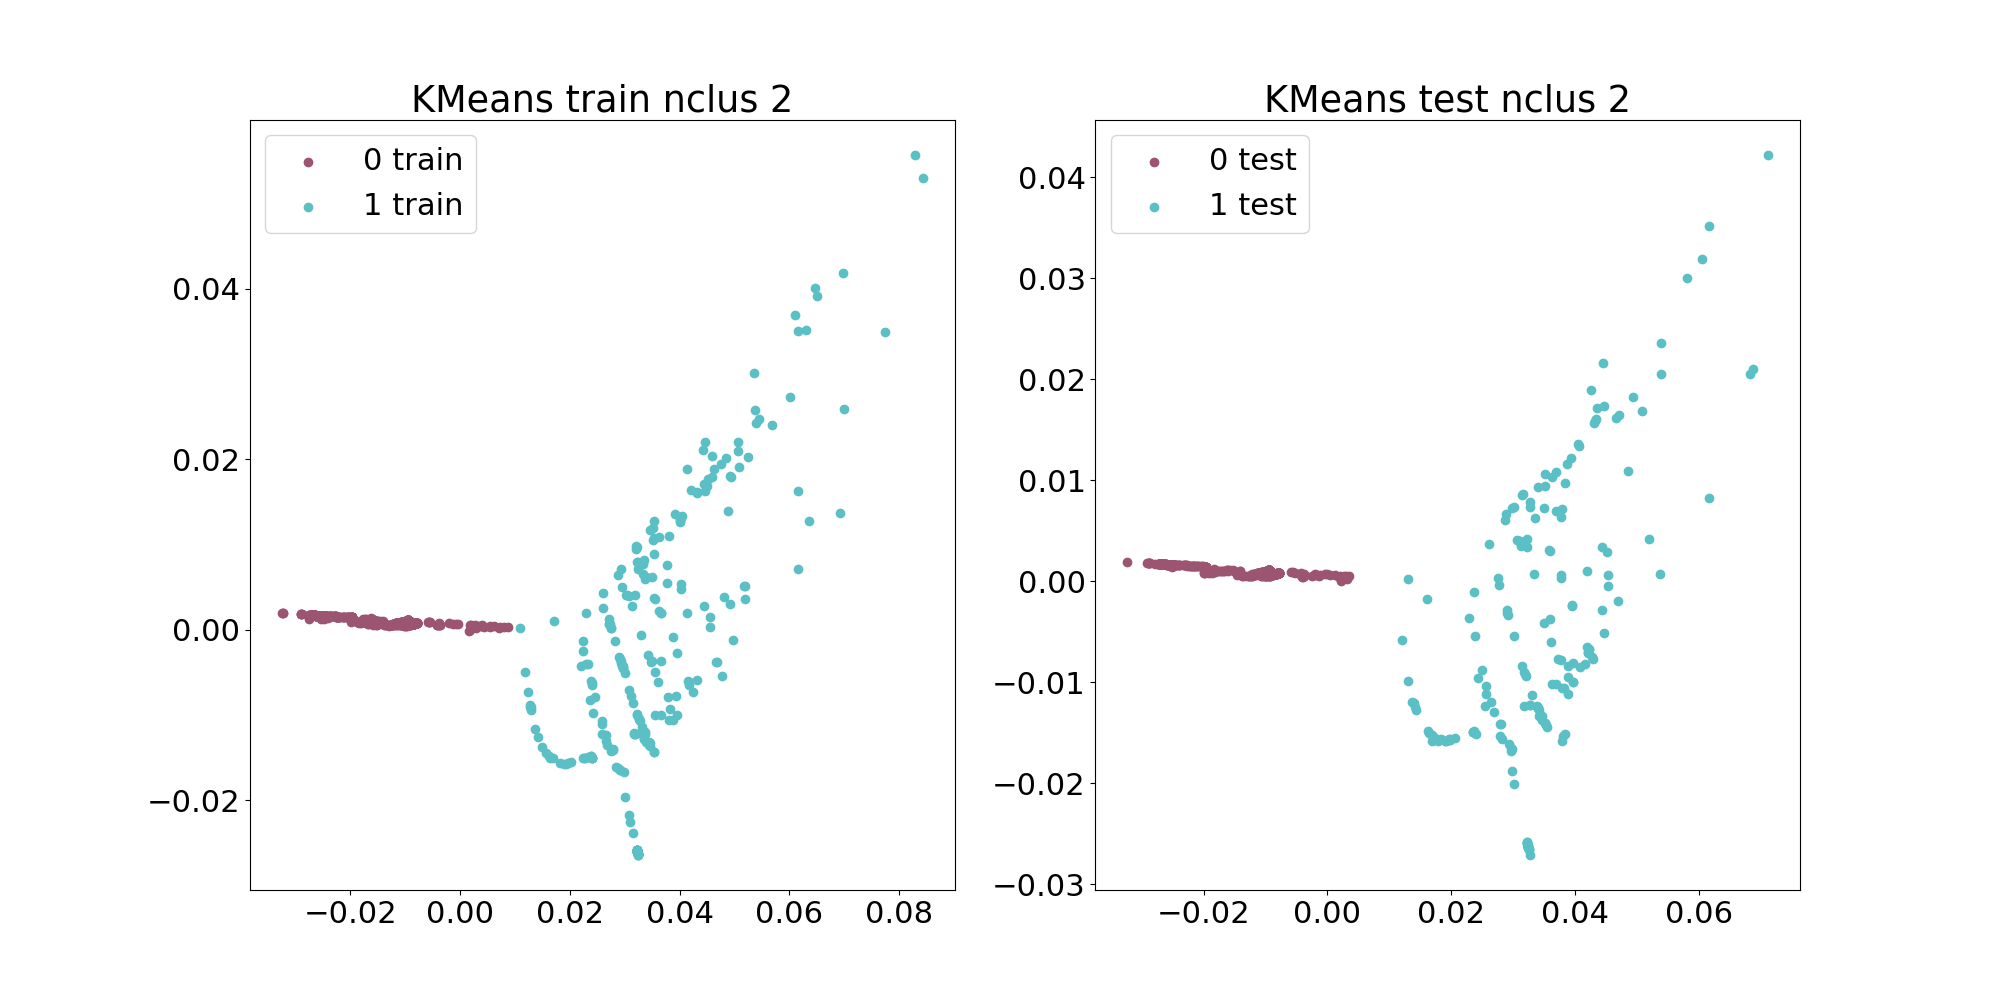 KMeans train nclus 2
0 train
1 train
0.04
0.02
0.00
−0.02
−0.02 0.00 0.02 0.04 0.06 0.08
KMeans test nclus 2
0 test
1 test
0.04
0.03
0.02
0.01
0.00
−0.01
−0.02
−0.03
−0.02 0.00 0.02 0.04 0.06